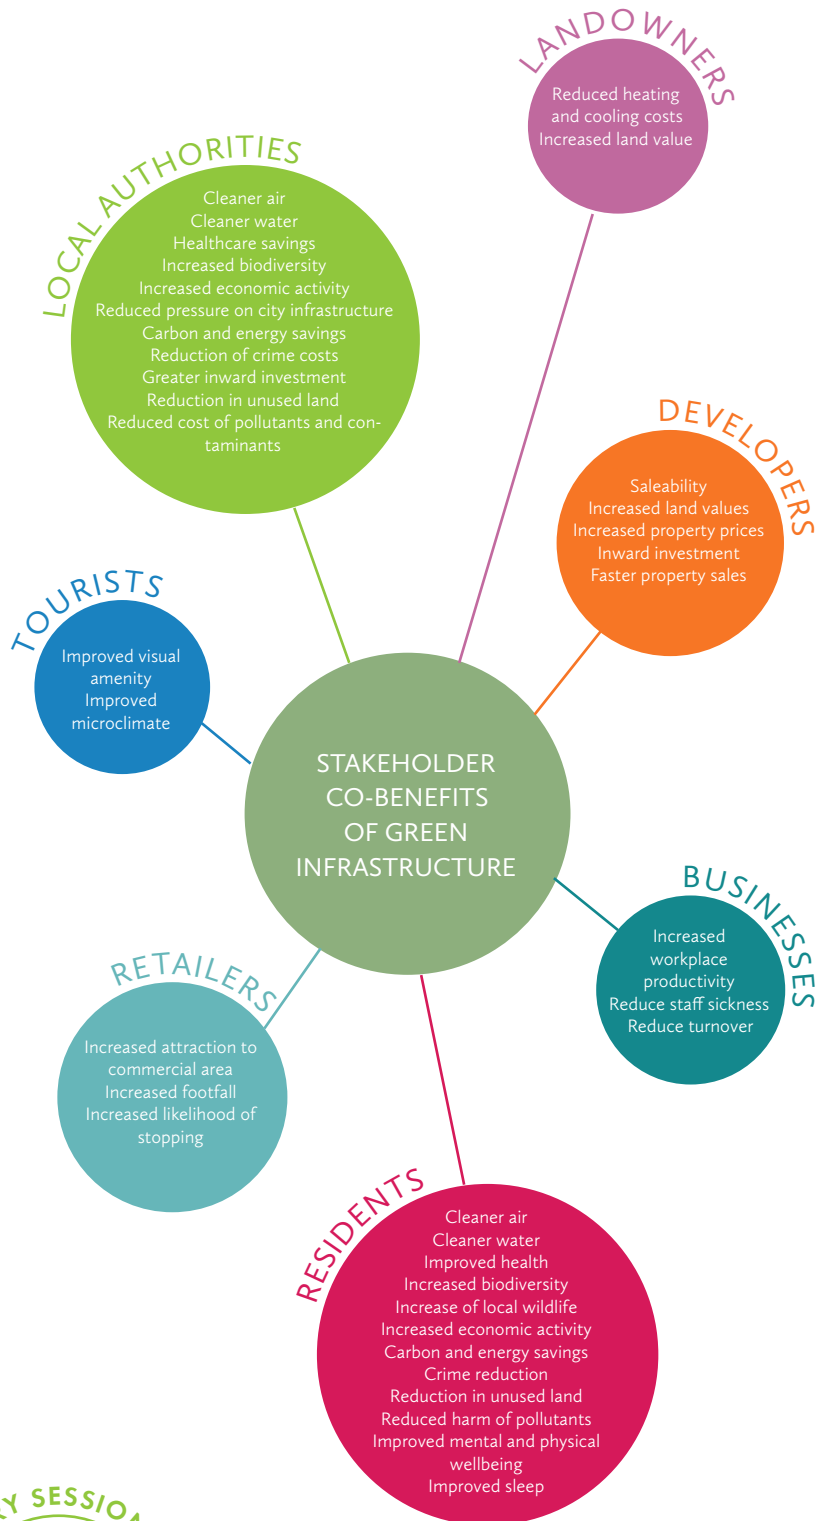 LANDOWNERS
Reduced heating
and cooling costs
Increased land value
LOCAL AUTHORITIES
Cleaner air
Cleaner water
Healthcare savings
Increased biodiversity
Increased economic activity
Reduced pressure on city infrastructure
Carbon and energy savings
Reduction of crime costs
Greater inward investment
Reduction in unused land
Reduced cost of pollutants and con-
taminants
DEVELOPERS
Saleability
Increased land values
Increased property prices
Inward investment
Faster property sales
TOURISTS
Improved visual
amenity
Improved
microclimate
STAKEHOLDER
CO-BENEFITS
OF GREEN
INFRASTRUCTURE
BUSINESSES
Increased
workplace
productivity
Reduce staff sickness
Reduce turnover
RETAILERS
Increased attraction to
commercial area
Increased footfall
Increased likelihood of
stopping
RESIDENTS
Cleaner air
Cleaner water
Improved health
Increased biodiversity
Increase of local wildlife
Increased economic activity
Carbon and energy savings
Crime reduction
Reduction in unused land
Reduced harm of pollutants
Improved mental and physical
wellbeing
Improved sleep